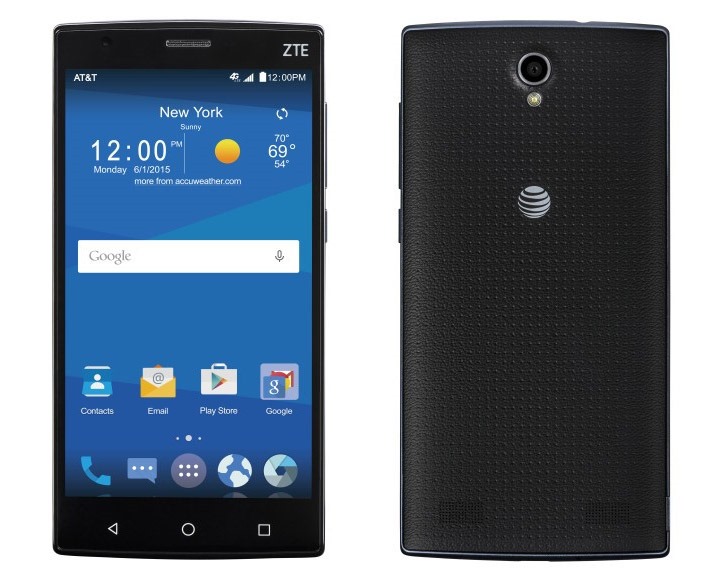 ZTE
AT&T 4G LTE 12:00PM
New York
Sunny
12:00 PM
Monday 6/1/2015
70°
69°
54°
more from accuweather.com
Google
@
g
Contacts Email Play Store Google